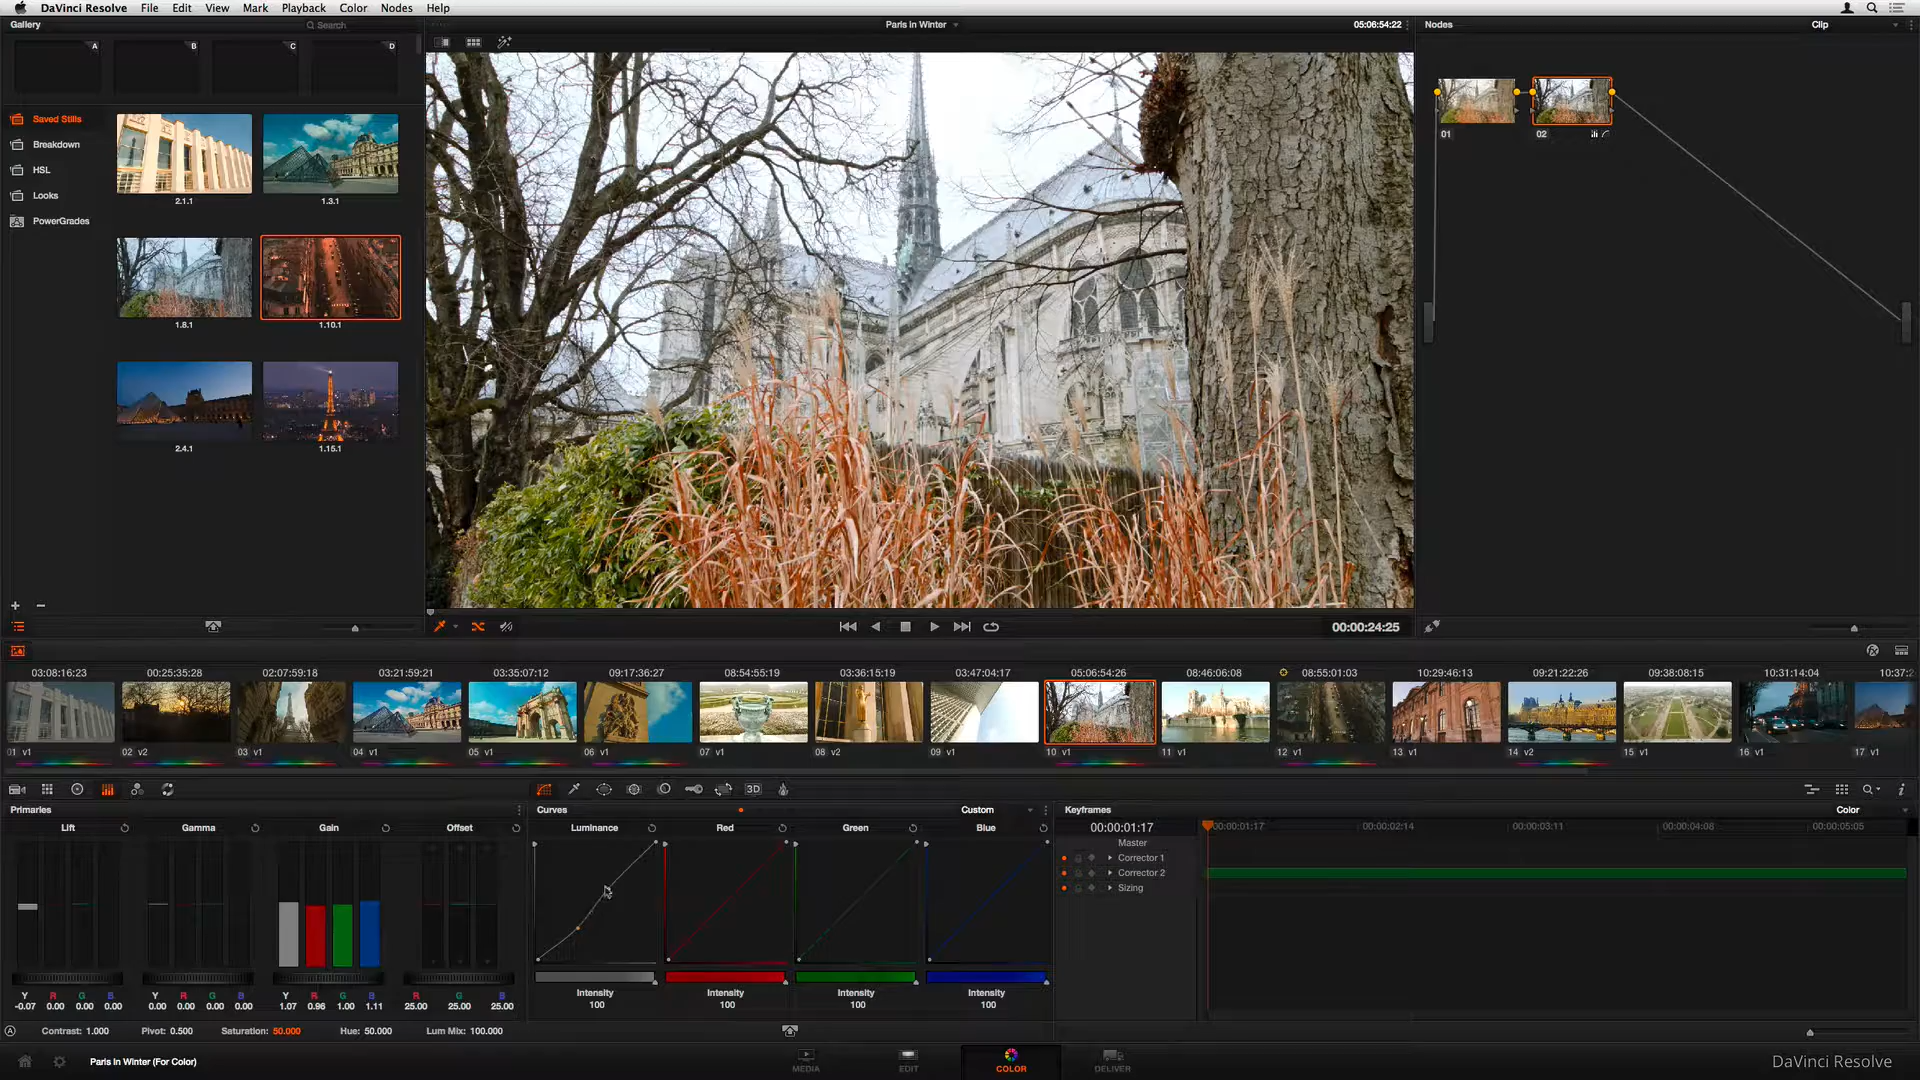 DaVinci Resolve File Edit View Mark Playback Color Nodes Help
Gallery Search Paris in Winter 05:06:54:22 Nodes Clip
A B C D
Saved Stills
Breakdown
HSL
Looks
PowerGrades
2.1.1 1.3.1
1.8.1 1.10.1
2.4.1 1.15.1
01 02
00:00:24:25
03:08:16:23 00:25:35:28 02:07:59:18 03:21:59:21 03:35:07:12 09:17:36:27 08:54:55:19 03:36:15:19 03:47:04:17 05:06:54:26 08:46:06:08 08:55:01:03 10:29:46:13 09:21:22:26 09:38:08:15 10:31:14:04 10:37:2
01 v1 02 v2 03 v1 04 v1 05 v1 06 v1 07 v1 08 v2 09 v1 10 v1 11 v1 12 v1 13 v1 14 v2 15 v1 16 v1 17 v1
3D
Primaries Curves Custom Keyframes Color
Lift Gamma Gain Offset Luminance Red Green Blue 00:00:01:17 00:00:01:17 00:00:02:14 00:00:03:11 00:00:04:08 00:00:05:05
Master
Corrector 1
Corrector 2
Sizing
Y R G B Y R G B Y R G B R G B
-0.07 0.00 0.00 0.00 0.00 0.00 0.00 0.00 1.07 0.96 1.00 1.11 25.00 25.00 25.00
Intensity Intensity Intensity Intensity
100 100 100 100
A Contrast: 1.000 Pivot: 0.500 Saturation: 50.000 Hue: 50.000 Lum Mix: 100.000
Paris In Winter (For Color) MEDIA EDIT COLOR DELIVER DaVinci Resolve